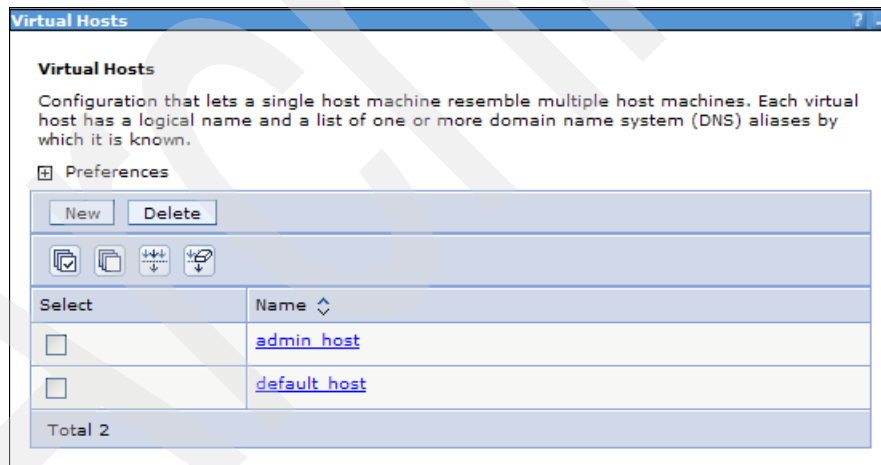 Virtual Hosts ? -
Virtual Hosts
Configuration that lets a single host machine resemble multiple host machines. Each virtual
host has a logical name and a list of one or more domain name system (DNS) aliases by
which it is known.
Preferences
New Delete
Select Name
admin_host
default_host
Total 2